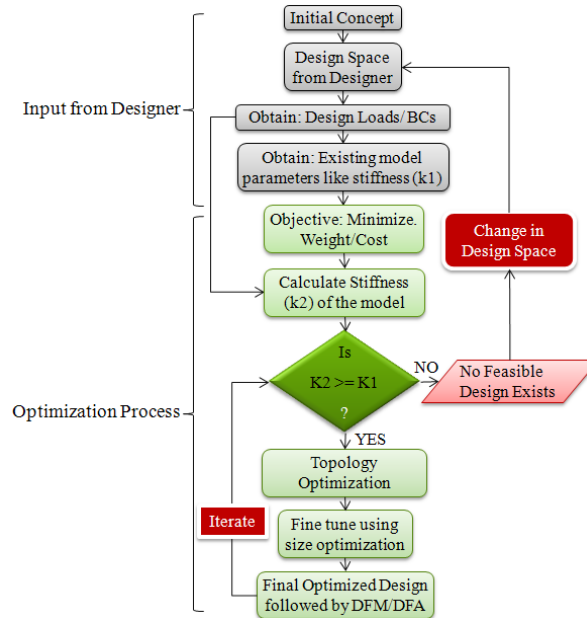 Initial Concept
Design Space
from Designer
Input from Designer
Obtain: Design Loads/ BCs
Obtain: Existing model
parameters like stiffness (k1)
Objective: Minimize.
Weight/Cost
Change in
Design Space
Calculate Stiffness
(k2) of the model
Is
K2 >= K1
?
NO
No Feasible
Design Exists
Optimization Process
YES
Topology
Optimization
Iterate
Fine tune using
size optimization
Final Optimized Design
followed by DFM/DFA